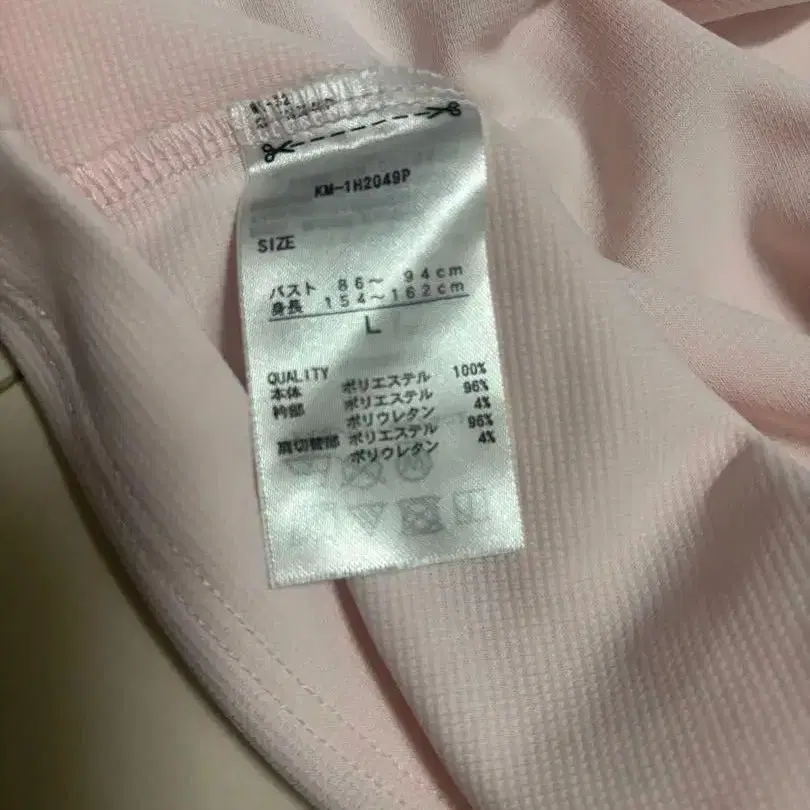 KM-1H2049P
SIZE
バスト 86～ 94cm
身長 154～162cm
L
QUALITY
本体 ポリエステル 100%
衿部 ポリエステル 96%
ポリウレタン 4%
肩切替部 ポリエステル 96%
ポリウレタン 4%